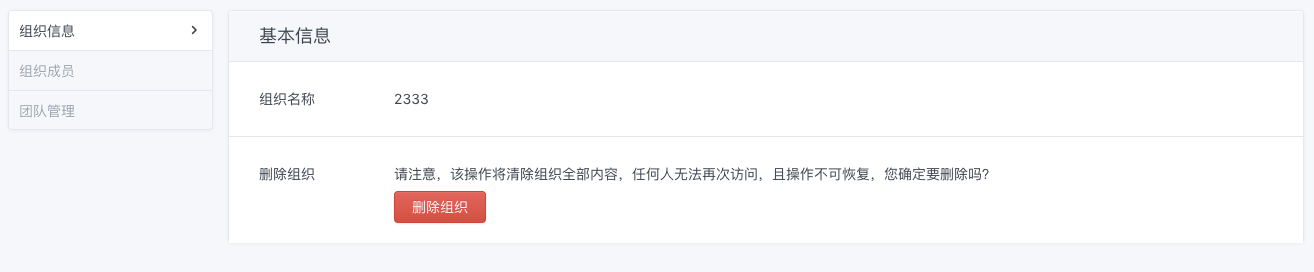 组织信息
组织成员
团队管理
基本信息
组织名称 2333
删除组织 请注意，该操作将清除组织全部内容，任何人无法再次访问，且操作不可恢复，您确定要删除吗?
删除组织